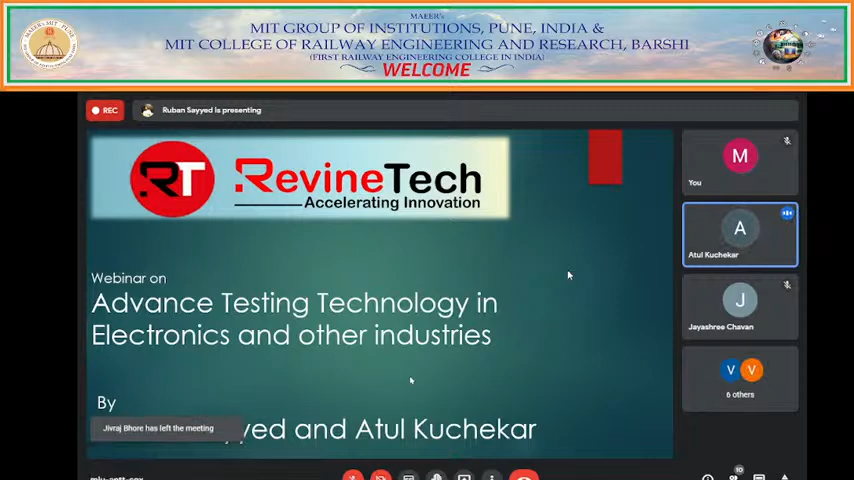 MAEER's
MIT GROUP OF INSTITUTIONS, PUNE, INDIA &
MIT COLLEGE OF RAILWAY ENGINEERING AND RESEARCH, BARSHI
(FIRST RAILWAY ENGINEERING COLLEGE IN INDIA)
WELCOME
REC
Ruban Sayyed is presenting
RT
RevineTech
Accelerating Innovation
M
You
A
Atul Kuchekar
J
Jayashree Chavan
V V
6 others
Webinar on
Advance Testing Technology in
Electronics and other industries
By
yed and Atul Kuchekar
Jivraj Bhore has left the meeting
10